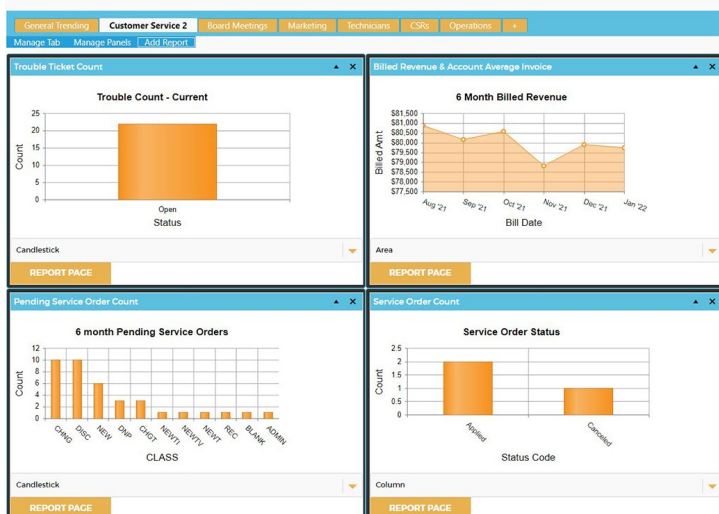 General Trending Customer Service 2 Board Meetings Marketing Technicians CSRs Operations +
Manage Tab Manage Panels Add Report
Trouble Ticket Count
Trouble Count - Current
25
20
15
10
5
0
Count
Open
Status
Candlestick
REPORT PAGE
Billed Revenue & Account Average Invoice
6 Month Billed Revenue
$81,500
$81,000
$80,500
$80,000
$79,500
$79,000
$78,500
$78,000
$77,500
Billed Amt
Aug '21 Sep '21 Oct '21 Nov '21 Dec '21 Jan '22
Bill Date
Area
REPORT PAGE
Pending Service Order Count
6 month Pending Service Orders
12
10
8
6
4
2
0
Count
CHNG DISC NEW DNP CHGT NEWTI NEWTV NEWT REC BLANK ADMIN
CLASS
Candlestick
REPORT PAGE
Service Order Count
Service Order Status
2.5
2
1.5
1
0.5
0
Count
Applied Canceled
Status Code
Column
REPORT PAGE